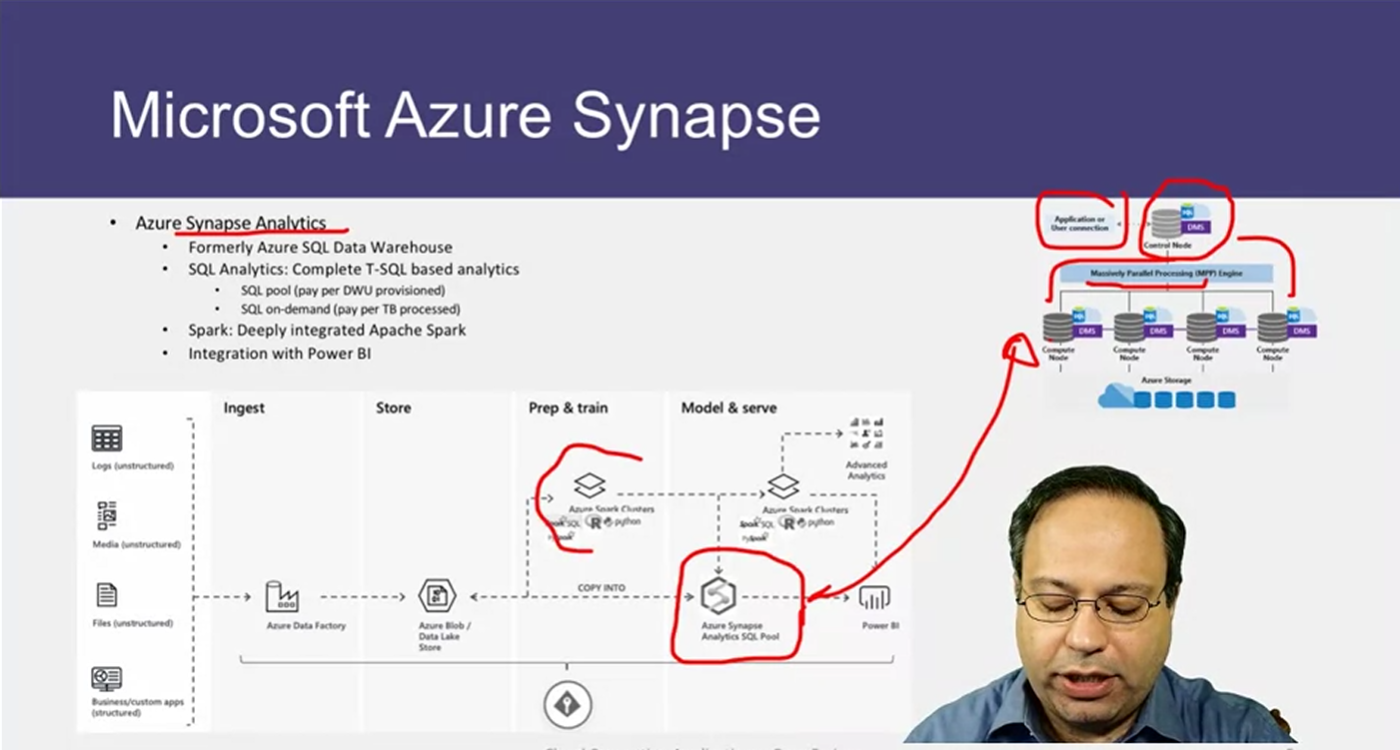 Microsoft Azure Synapse
• Azure Synapse Analytics
• Formerly Azure SQL Data Warehouse
• SQL Analytics: Complete T-SQL based analytics
• SQL pool (pay per DWU provisioned)
• SQL on-demand (pay per TB processed)
• Spark: Deeply integrated Apache Spark
• Integration with Power BI
Application or
User connection
SQL
DMS
Control Node
Massively Parallel Processing (MPP) Engine
DMS DMS DMS DMS
Compute Compute Compute Compute
Node Node Node Node
Azure Storage
Ingest Store Prep & train Model & serve
Logs (unstructured)
Media (unstructured)
Files (unstructured)
Business/custom apps
(structured)
Azure Data Factory
Azure Blob /
Data Lake
Store
Azure Spark Clusters
Spark SQL R python
PySpark
COPY INTO
Azure Spark Clusters
Spark SQL R python
PySpark
Advanced
Analytics
Azure Synapse
Analytics SQL Pool
Power BI